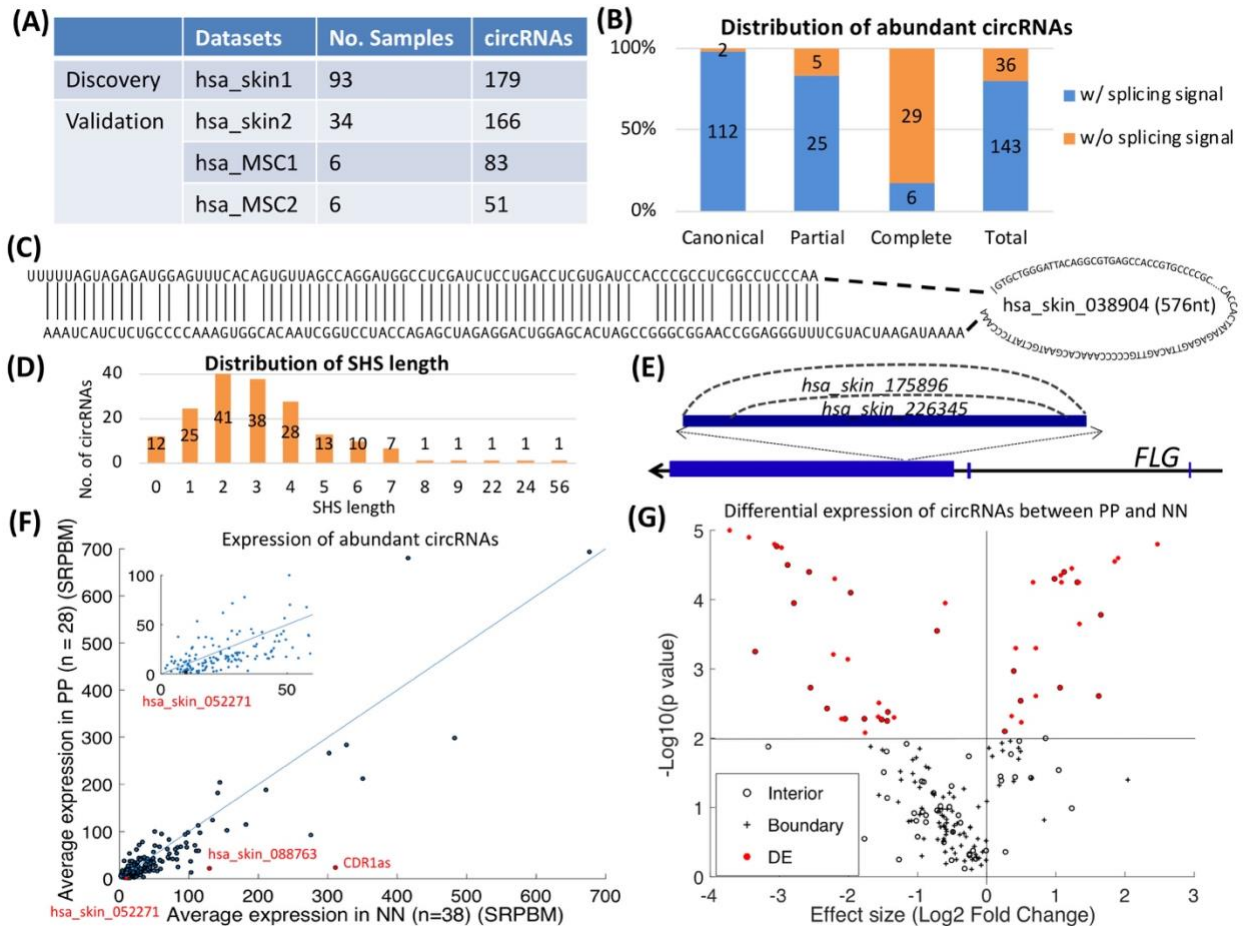 (A)
Datasets No. Samples circRNAs
Discovery hsa_skin1 93 179
Validation hsa_skin2 34 166
hsa_MSC1 6 83
hsa_MSC2 6 51
(B)
Distribution of abundant circRNAs
100%
50%
0%
2
112
5
25
29
6
36
143
Canonical Partial Complete Total
w/ splicing signal
w/o splicing signal
(C)
hsa_skin_038904 (576nt)
(D)
Distribution of SHS length
No. of circRNAs
40
20
0
12 25 41 38 28 13 10 7 1 1 1 1 1
0 1 2 3 4 5 6 7 8 9 22 24 56
SHS length
(E)
hsa_skin_175896
hsa_skin_226345
FLG
(F)
Expression of abundant circRNAs
Average expression in PP (n = 28) (SRPBM)
700
600
500
400
300
200
100
0
100
50
0
0 50
hsa_skin_052271
hsa_skin_088763
CDR1as
0 100 200 300 400 500 600 700
hsa_skin_052271
Average expression in NN (n=38) (SRPBM)
(G)
Differential expression of circRNAs between PP and NN
-Log10(p value)
5
4
3
2
1
0
Interior
Boundary
DE
-4 -3 -2 -1 0 1 2 3
Effect size (Log2 Fold Change)